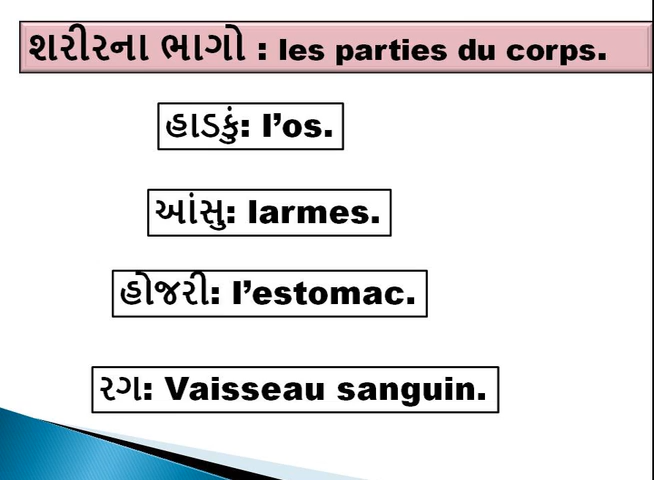 શરીરના ભાગો : les parties du corps.
હાડકું: l’os.
આંસુ: larmes.
હોજરી: l’estomac.
રગ: Vaisseau sanguin.